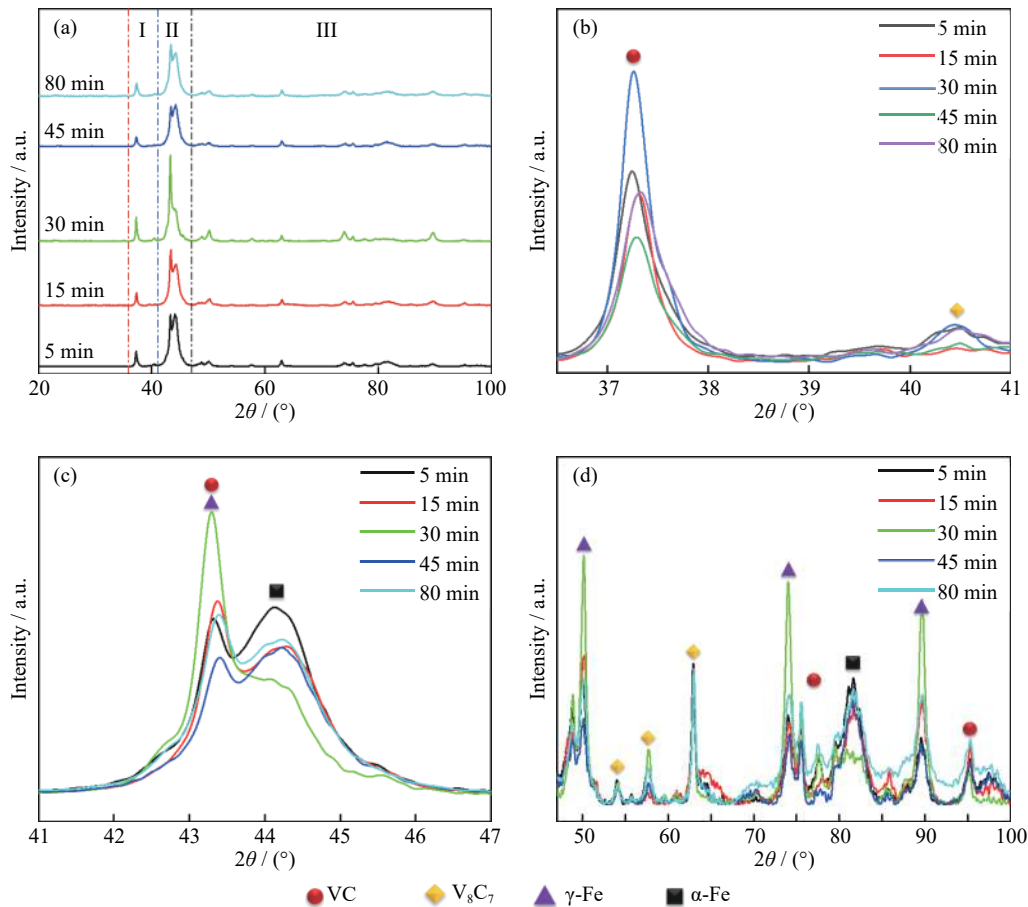 (a)
I
II
III
80 min
45 min
30 min
15 min
5 min
Intensity / a.u.
20
40
60
80
100
2θ / (°)
(b)
5 min
15 min
30 min
45 min
80 min
Intensity / a.u.
37
38
39
40
41
2θ / (°)
(c)
5 min
15 min
30 min
45 min
80 min
Intensity / a.u.
41
42
43
44
45
46
47
2θ / (°)
(d)
5 min
15 min
30 min
45 min
80 min
Intensity / a.u.
50
60
70
80
90
100
2θ / (°)
VC
V₈C₇
γ-Fe
α-Fe